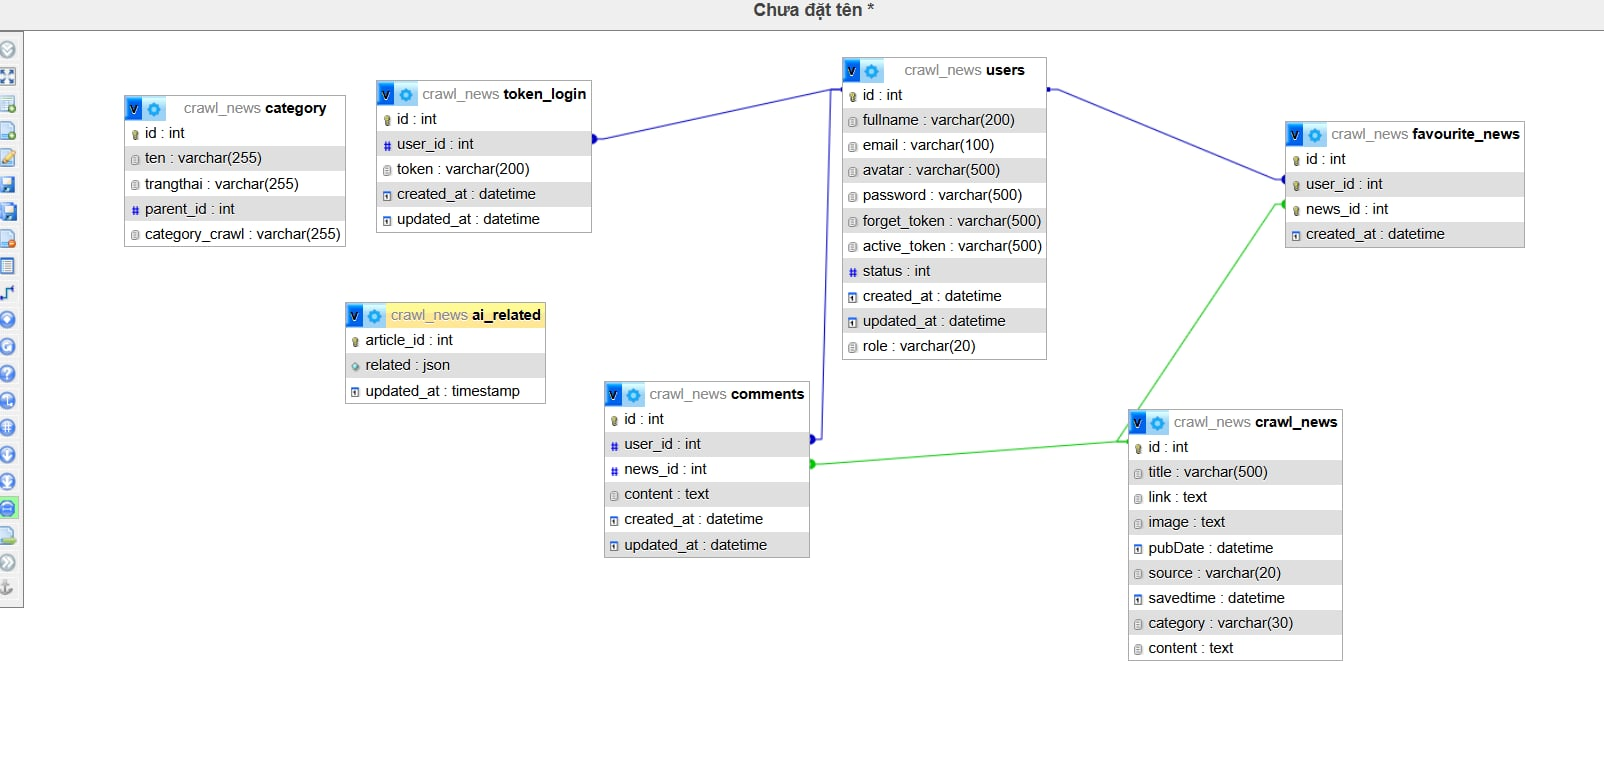 Chưa đặt tên *
crawl_news category
id : int
ten : varchar(255)
trangthai : varchar(255)
parent_id : int
category_crawl : varchar(255)
crawl_news token_login
id : int
user_id : int
token : varchar(200)
created_at : datetime
updated_at : datetime
crawl_news users
id : int
fullname : varchar(200)
email : varchar(100)
avatar : varchar(500)
password : varchar(500)
forget_token : varchar(500)
active_token : varchar(500)
status : int
created_at : datetime
updated_at : datetime
role : varchar(20)
crawl_news favourite_news
id : int
user_id : int
news_id : int
created_at : datetime
crawl_news ai_related
article_id : int
related : json
updated_at : timestamp
crawl_news comments
id : int
user_id : int
news_id : int
content : text
created_at : datetime
updated_at : datetime
crawl_news crawl_news
id : int
title : varchar(500)
link : text
image : text
pubDate : datetime
source : varchar(20)
savedtime : datetime
category : varchar(30)
content : text